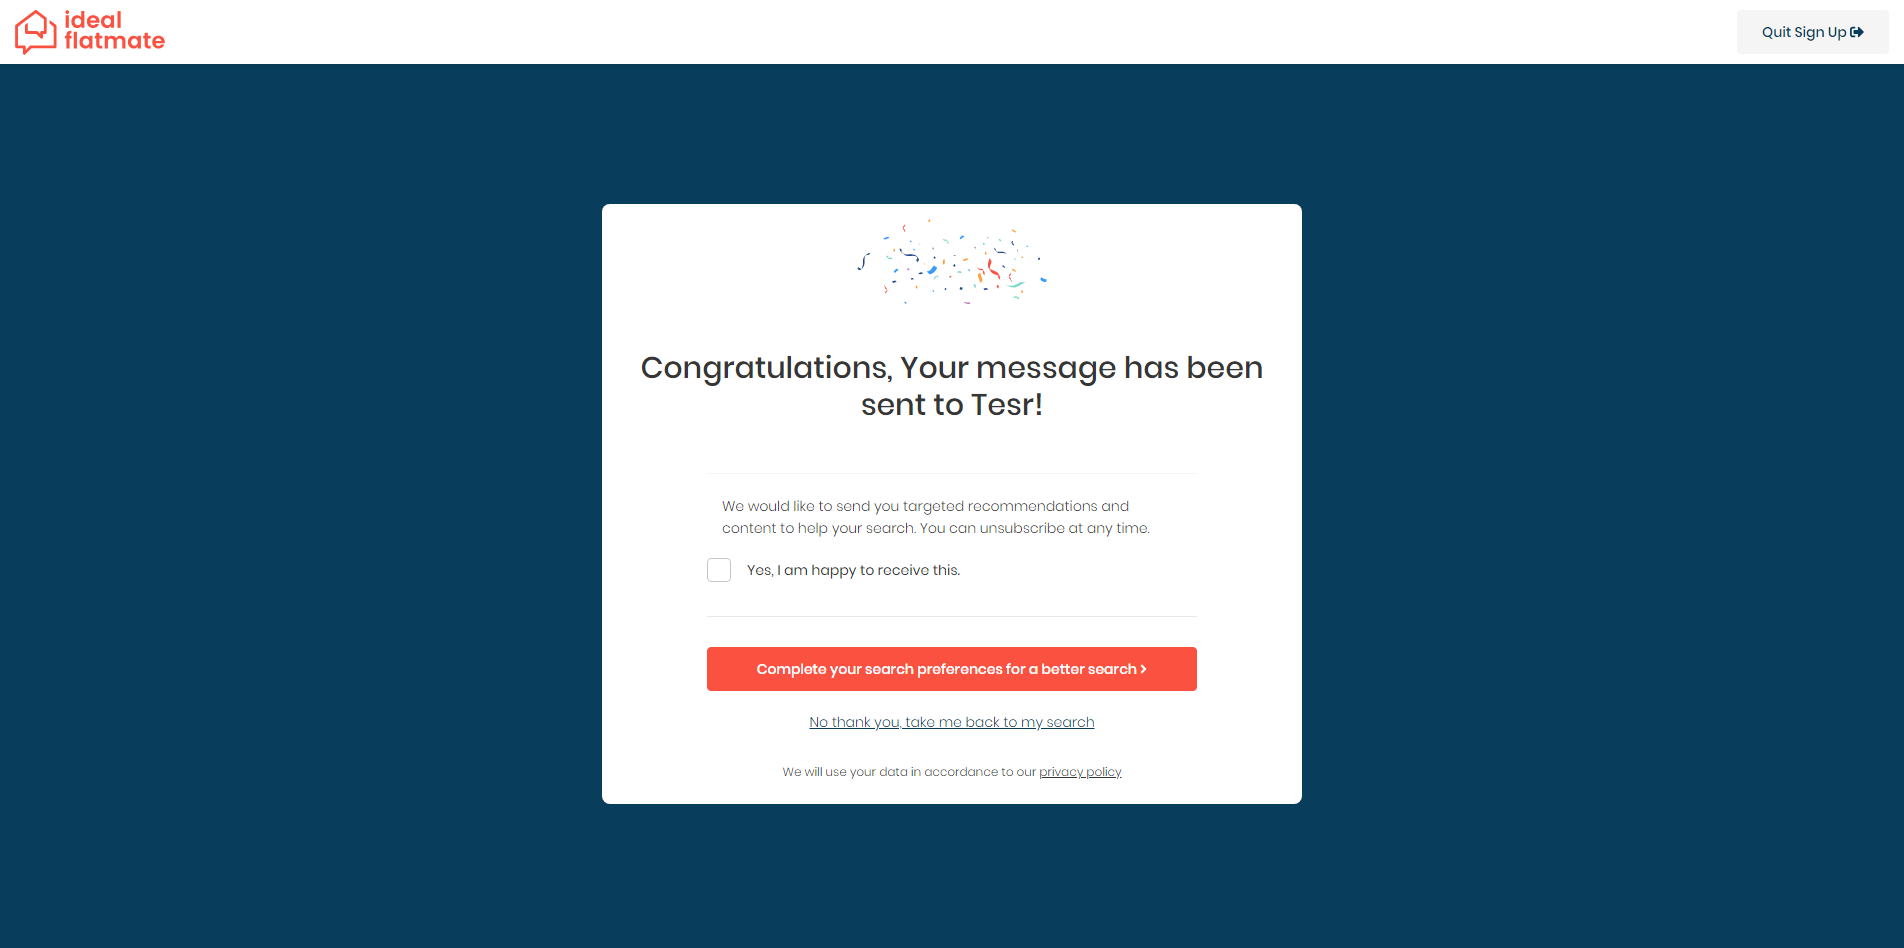 ideal
flatmate
Quit Sign Up
Congratulations, Your message has been
sent to Tesr!
We would like to send you targeted recommendations and
content to help your search. You can unsubscribe at any time.
Yes, I am happy to receive this.
Complete your search preferences for a better search >
No thank you, take me back to my search
We will use your data in accordance to our privacy policy